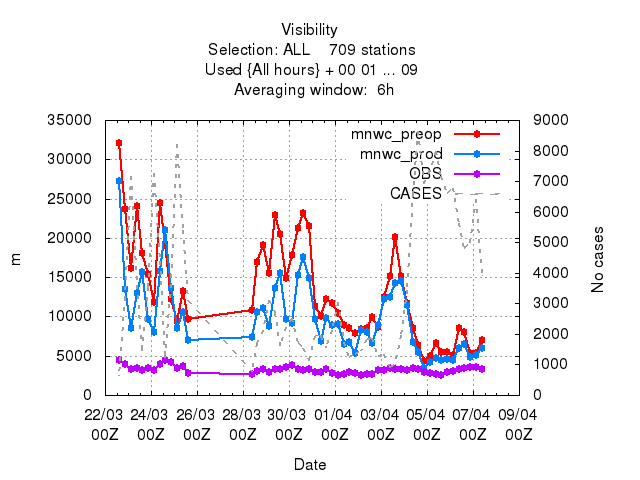 Visibility
Selection: ALL    709 stations
Used {All hours} + 00 01 ... 09
Averaging window:  6h
35000
30000
25000
20000
15000
10000
5000
0
m
mnwc_preop
mnwc_prod
OBS
CASES
9000
8000
7000
6000
5000
4000
3000
2000
1000
0
No cases
22/03 24/03 26/03 28/03 30/03 01/04 03/04 05/04 07/04 09/04
00Z 00Z 00Z 00Z 00Z 00Z 00Z 00Z 00Z 00Z
Date